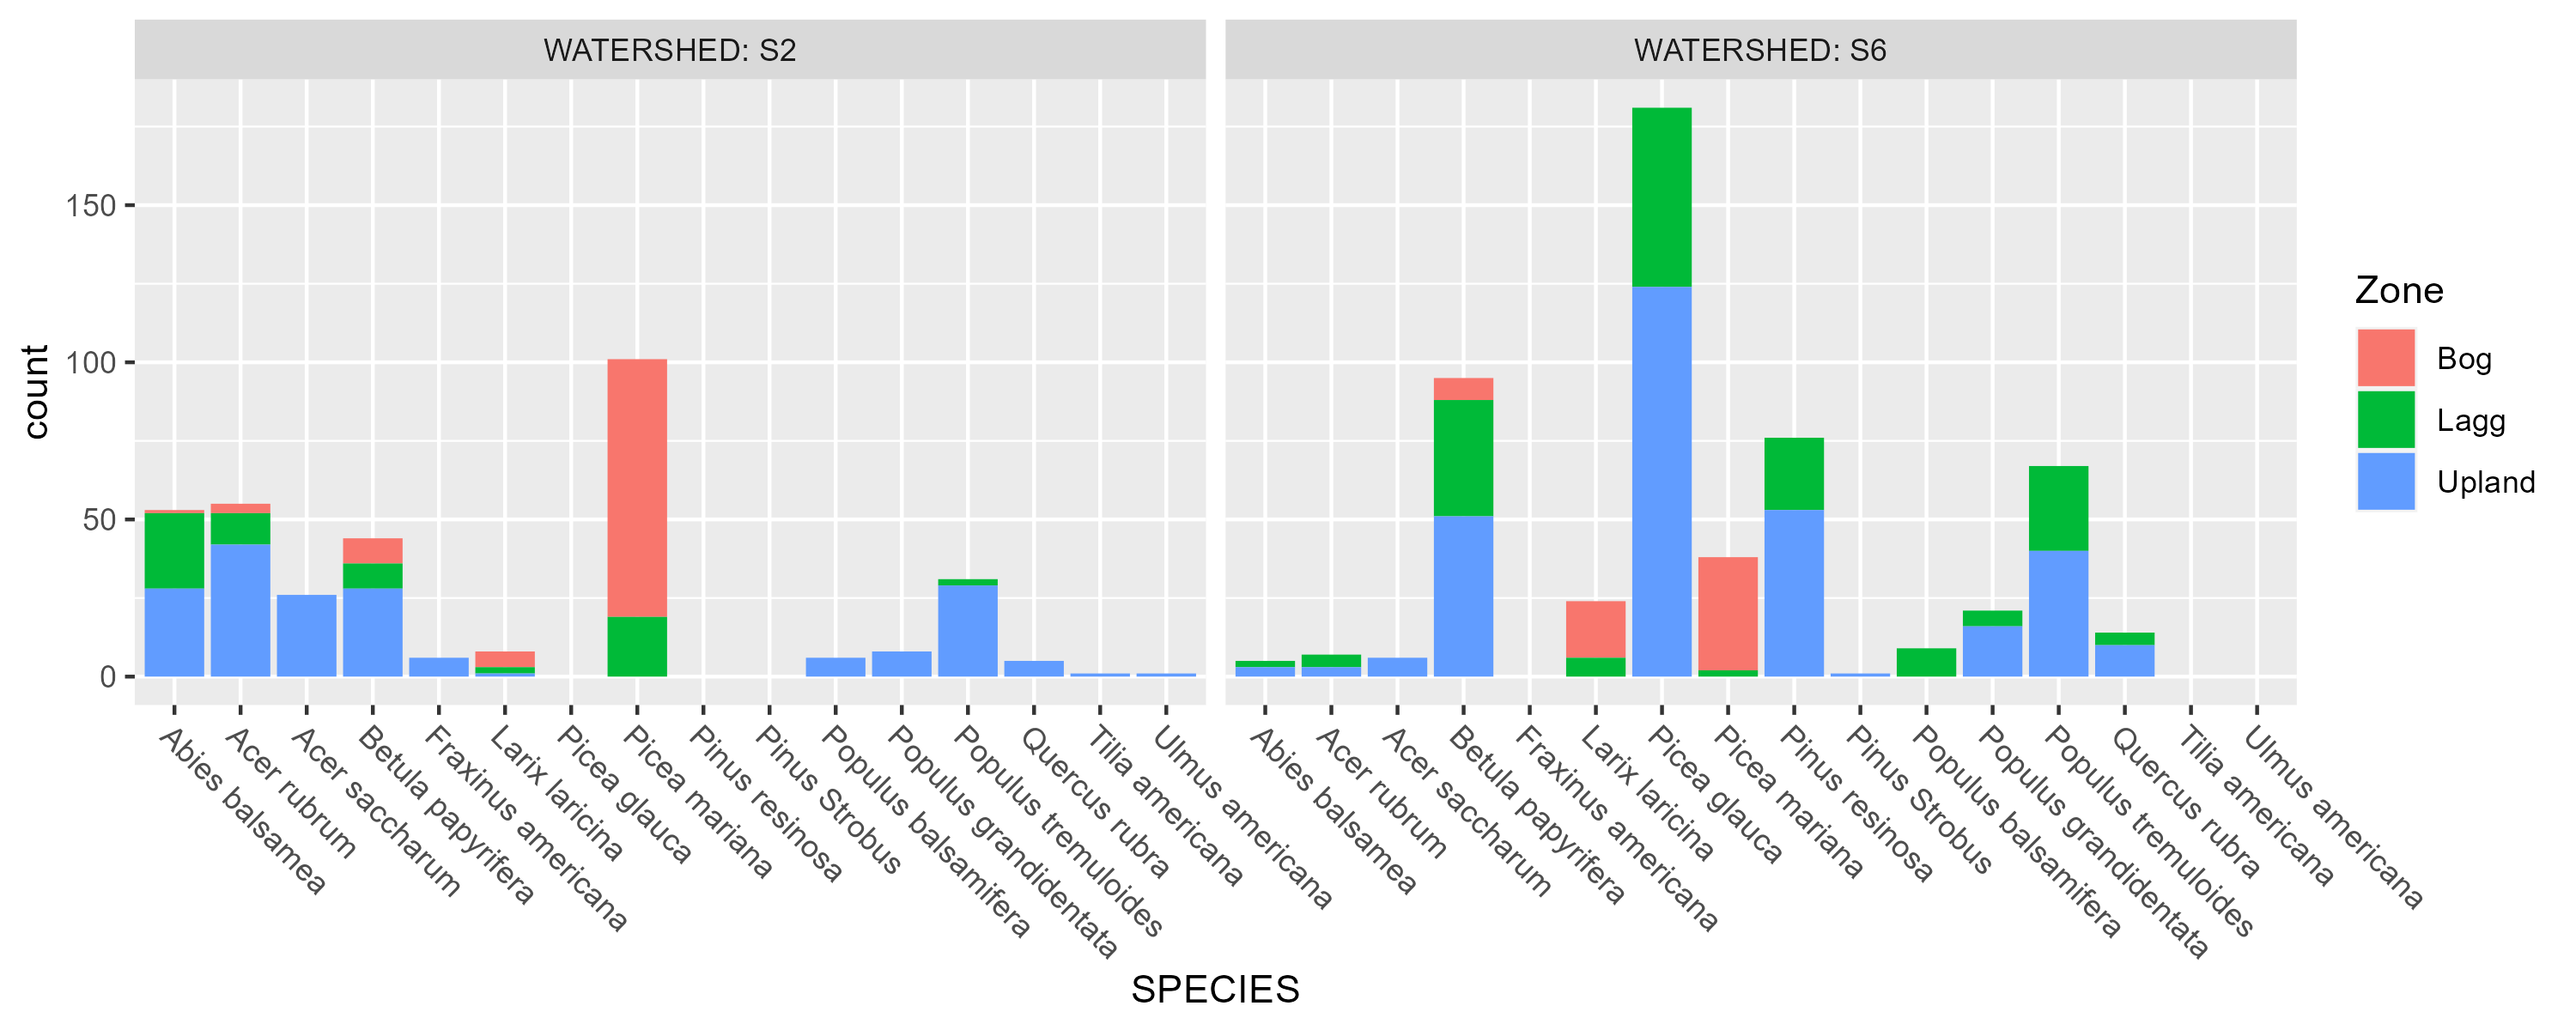 WATERSHED: S2
WATERSHED: S6
count
150
100
50
0
Abies balsamea
Acer rubrum
Acer saccharum
Betula papyrifera
Fraxinus americana
Larix laricina
Picea glauca
Picea mariana
Pinus resinosa
Pinus Strobus
Populus balsamifera
Populus grandidentata
Populus tremuloides
Quercus rubra
Tilia americana
Ulmus americana
Abies balsamea
Acer rubrum
Acer saccharum
Betula papyrifera
Fraxinus americana
Larix laricina
Picea glauca
Picea mariana
Pinus resinosa
Pinus Strobus
Populus balsamifera
Populus grandidentata
Populus tremuloides
Quercus rubra
Tilia americana
Ulmus americana
SPECIES
Zone
Bog
Lagg
Upland